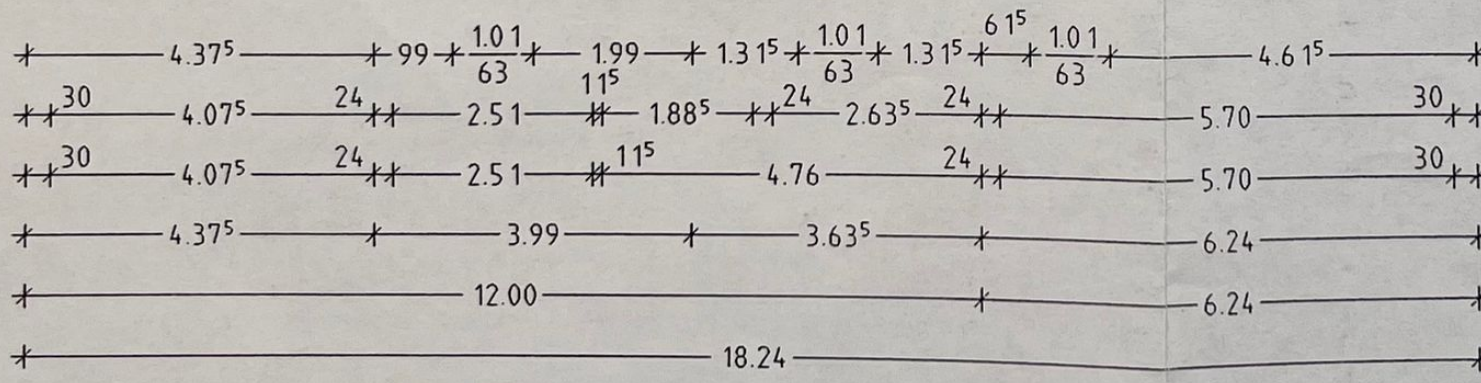 4.37⁵ 99 1.01 1.99 1.31⁵ 1.01 1.31⁵ 61⁵ 1.01 4.61⁵
63 63 63
30 4.07⁵ 24 2.51 11⁵ 1.88⁵ 24 2.63⁵ 24 5.70 30
30 4.07⁵ 24 2.51 11⁵ 4.76 24 5.70 30
4.37⁵ 3.99 3.63⁵ 6.24
12.00 6.24
18.24